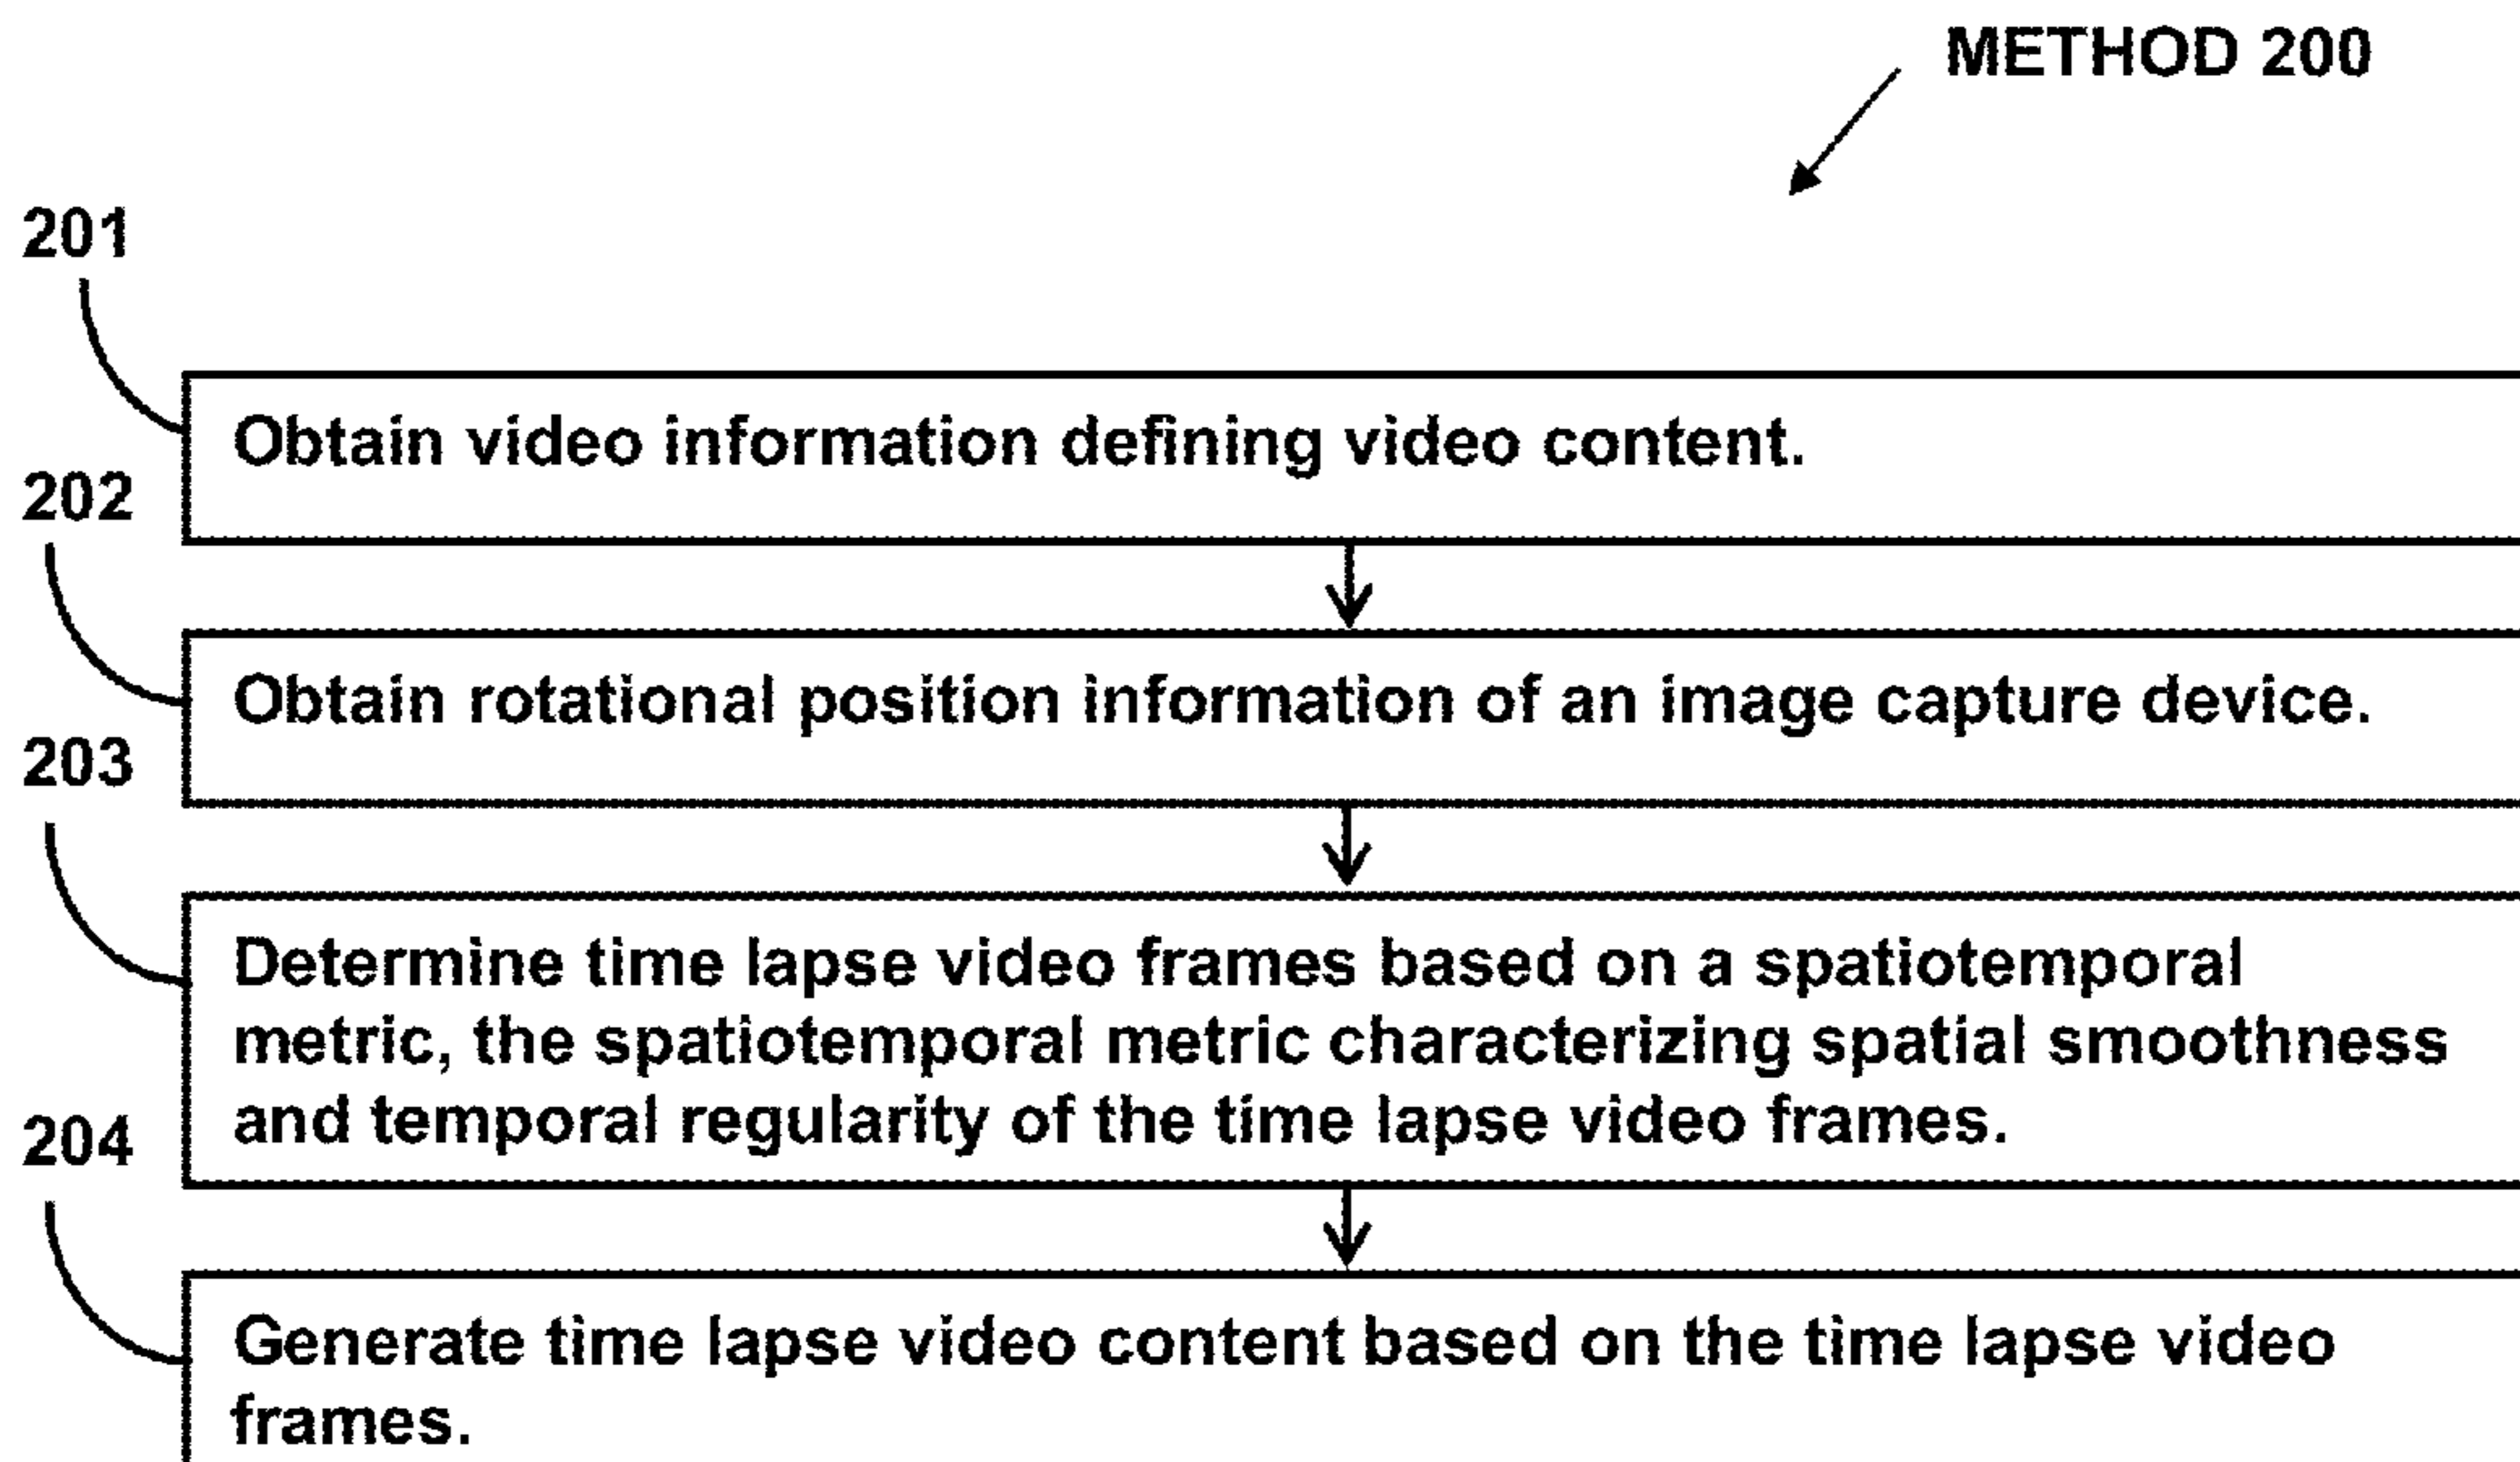 METHOD 200
201
Obtain video information defining video content.
202
Obtain rotational position information of an image capture device.
203
Determine time lapse video frames based on a spatiotemporal
metric, the spatiotemporal metric characterizing spatial smoothness
and temporal regularity of the time lapse video frames.
204
Generate time lapse video content based on the time lapse video
frames.